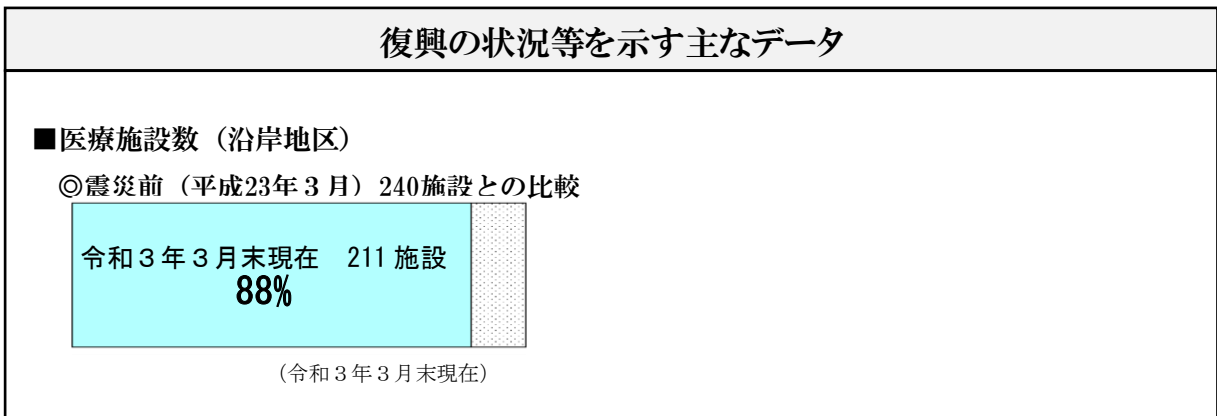 復興の状況等を示す主なデータ
■医療施設数（沿岸地区）
◎震災前（平成23年３月）240施設との比較
令和３年３月末現在　211 施設
88%
（令和３年３月末現在）